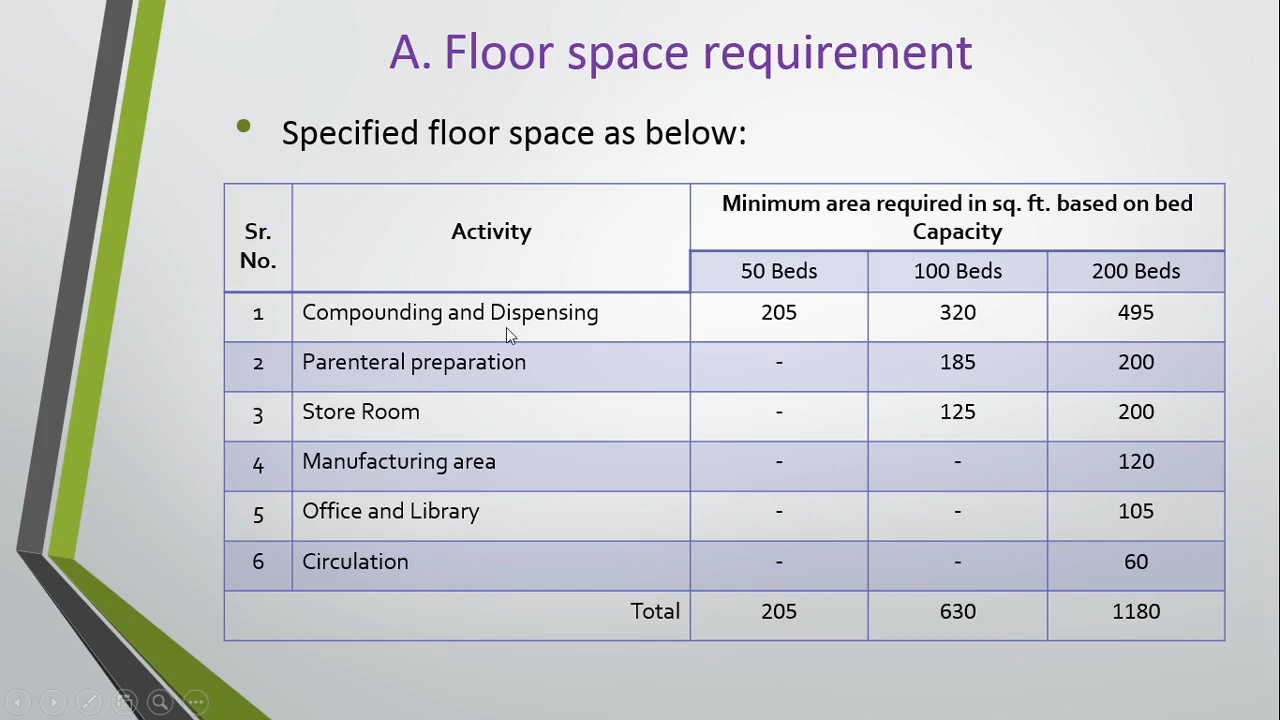 A. Floor space requirement
• Specified floor space as below:
Sr. No. Activity Minimum area required in sq. ft. based on bed Capacity
50 Beds 100 Beds 200 Beds
1 Compounding and Dispensing 205 320 495
2 Parenteral preparation - 185 200
3 Store Room - 125 200
4 Manufacturing area - - 120
5 Office and Library - - 105
6 Circulation - - 60
Total 205 630 1180